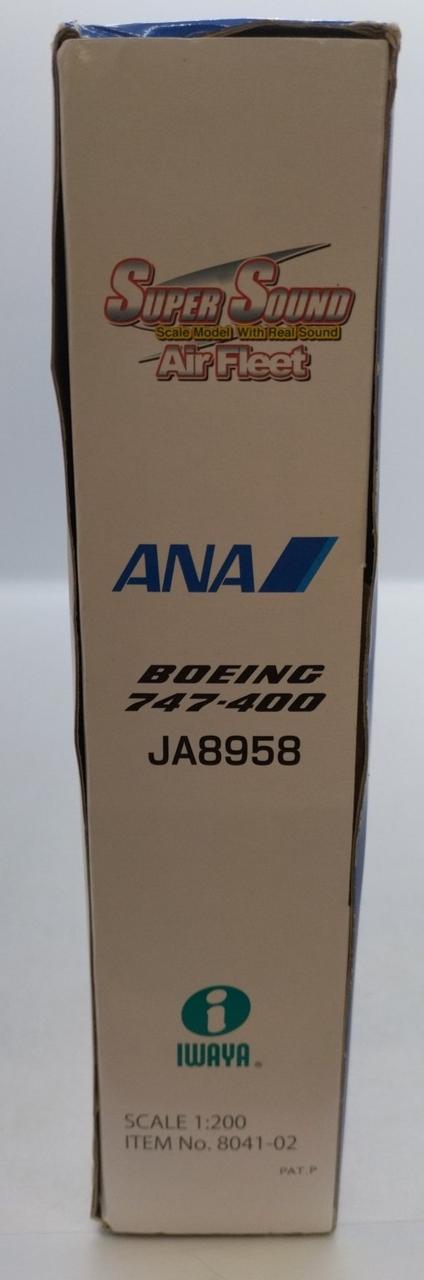 SUPER SOUND
Scale Model With Real Sound
Air Fleet
ANA
BOEING
747-400
JA8958
i
IWAYA®
SCALE 1:200
ITEM No. 8041-02
PAT.P